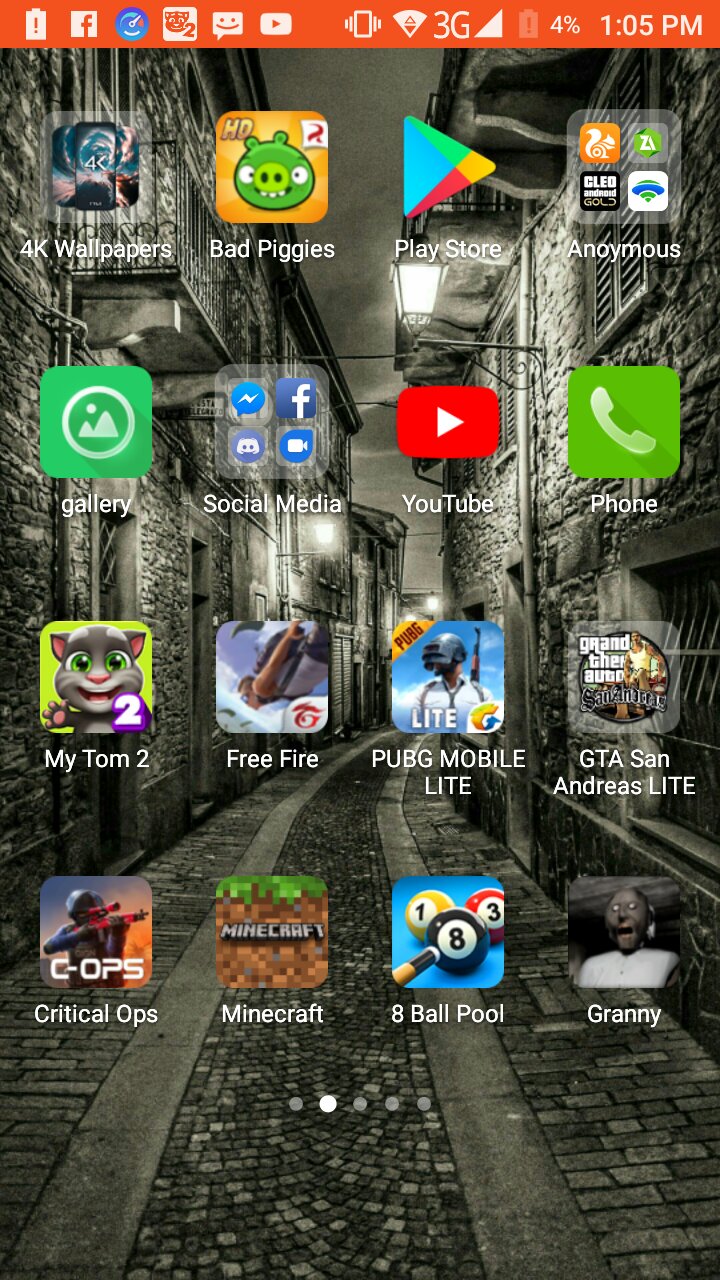 2
3G
4%
1:05 PM
4K
HD
CLEO
android
GOLD
4K Wallpapers
Bad Piggies
Play Store
Anoymous
gallery
Social Media
YouTube
Phone
2
PUBG
LITE
grand
theft
auto
SanAndreas
My Tom 2
Free Fire
PUBG MOBILE
LITE
GTA San
Andreas LITE
C-OPS
MINECRAFT
1
3
8
Critical Ops
Minecraft
8 Ball Pool
Granny